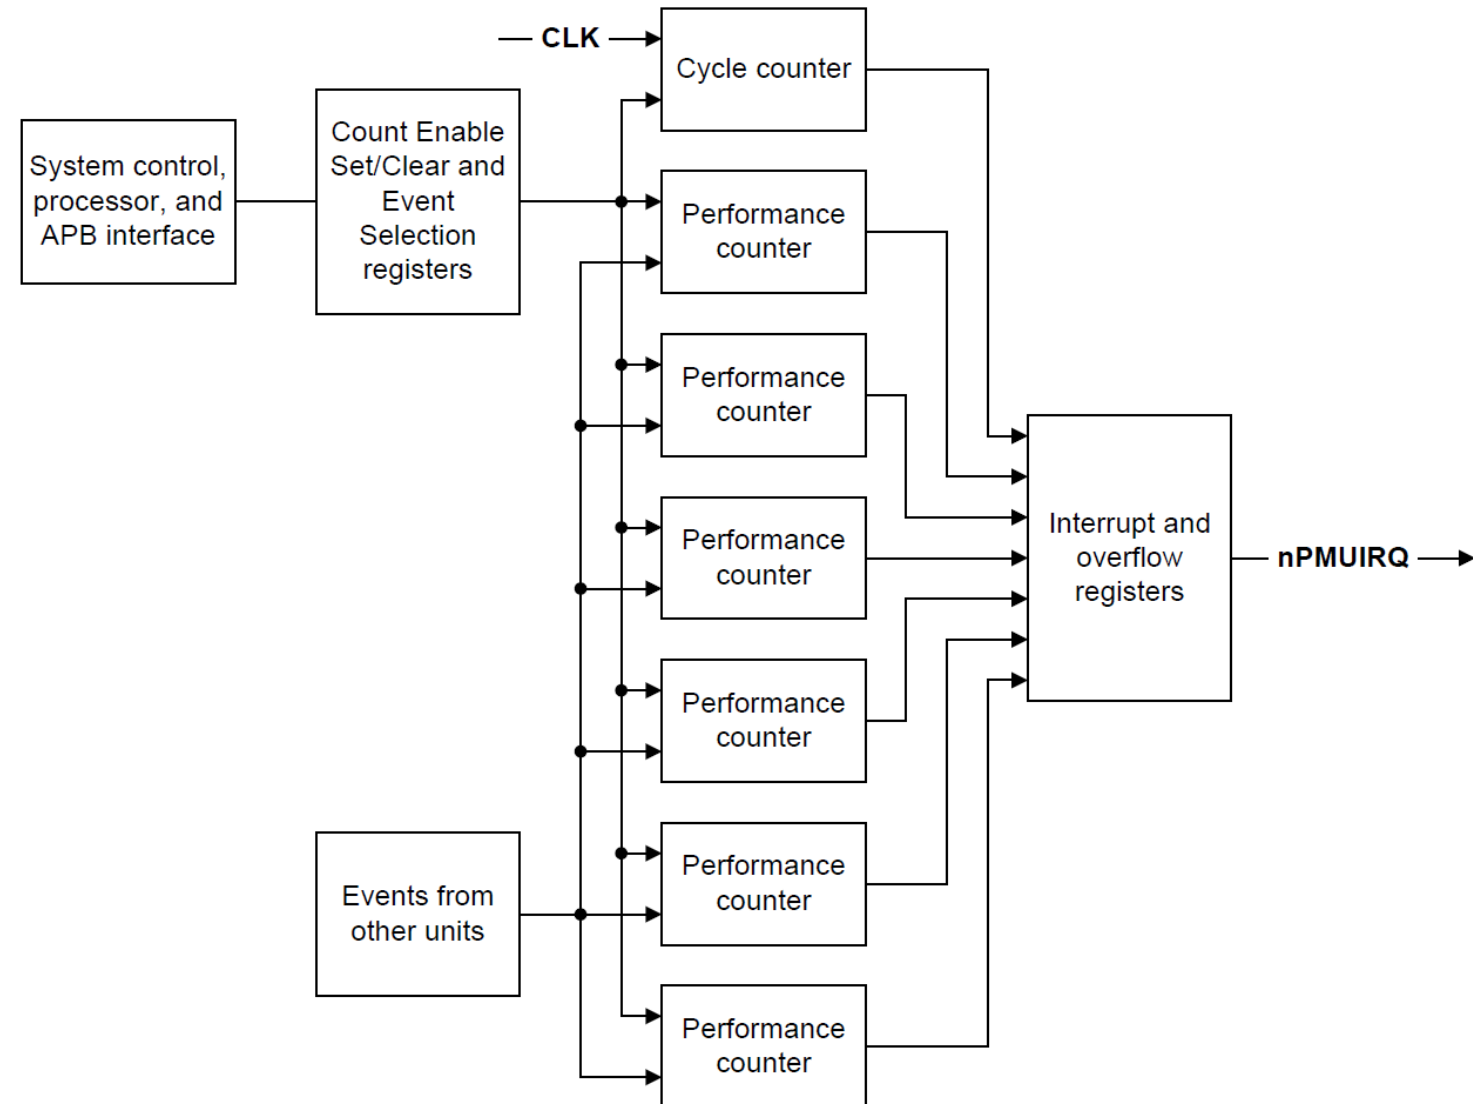 CLK
Cycle counter
System control,
processor, and
APB interface
Count Enable
Set/Clear and
Event
Selection
registers
Performance
counter
Performance
counter
Performance
counter
Performance
counter
Performance
counter
Performance
counter
Events from
other units
Interrupt and
overflow
registers
nPMUIRQ